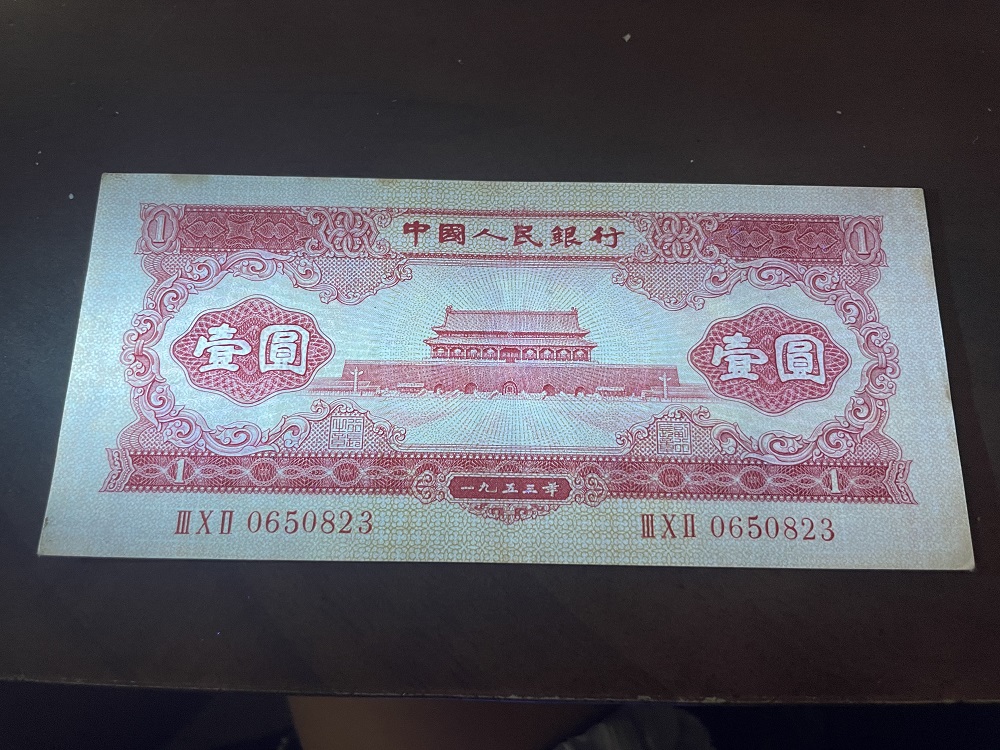 1 中國人民銀行 1
壹圓 壹圓
1 一九五三年 1
ⅢⅩⅡ 0650823 ⅢⅩⅡ 0650823